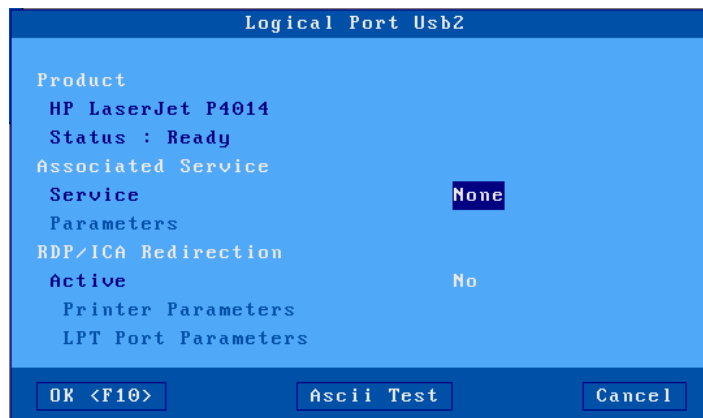 Logical Port Usb2
Product
HP LaserJet P4014
Status : Ready
Associated Service
Service None
Parameters
RDP/ICA Redirection
Active No
Printer Parameters
LPT Port Parameters
OK <F10> Ascii Test Cancel